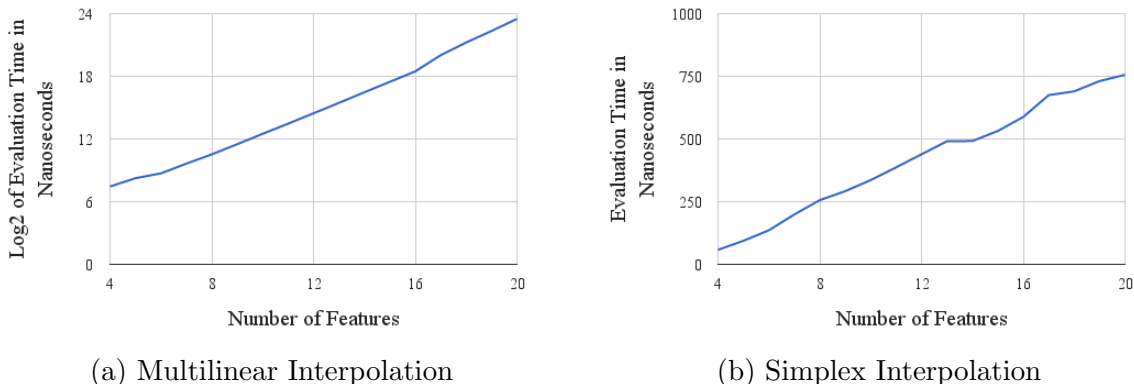 Log2 of Evaluation Time in
Nanoseconds
24
18
12
6
0
4
8
12
16
20
Number of Features
(a) Multilinear Interpolation
Evaluation Time in
Nanoseconds
1000
750
500
250
0
4
8
12
16
20
Number of Features
(b) Simplex Interpolation